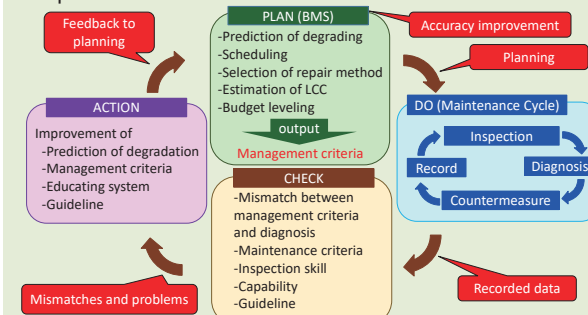 Feedback to
planning
PLAN (BMS)
-Prediction of degrading
-Scheduling
-Selection of repair method
-Estimation of LCC
-Budget leveling
output
Management criteria
Accuracy improvement
Planning
DO (Maintenance Cycle)
Inspection
Diagnosis
Countermeasure
Record
Recorded data
CHECK
-Mismatch between
management criteria
and diagnosis
-Maintenance criteria
-Inspection skill
-Capability
-Guideline
Mismatches and problems
ACTION
Improvement of
-Prediction of degradation
-Management criteria
-Educating system
-Guideline